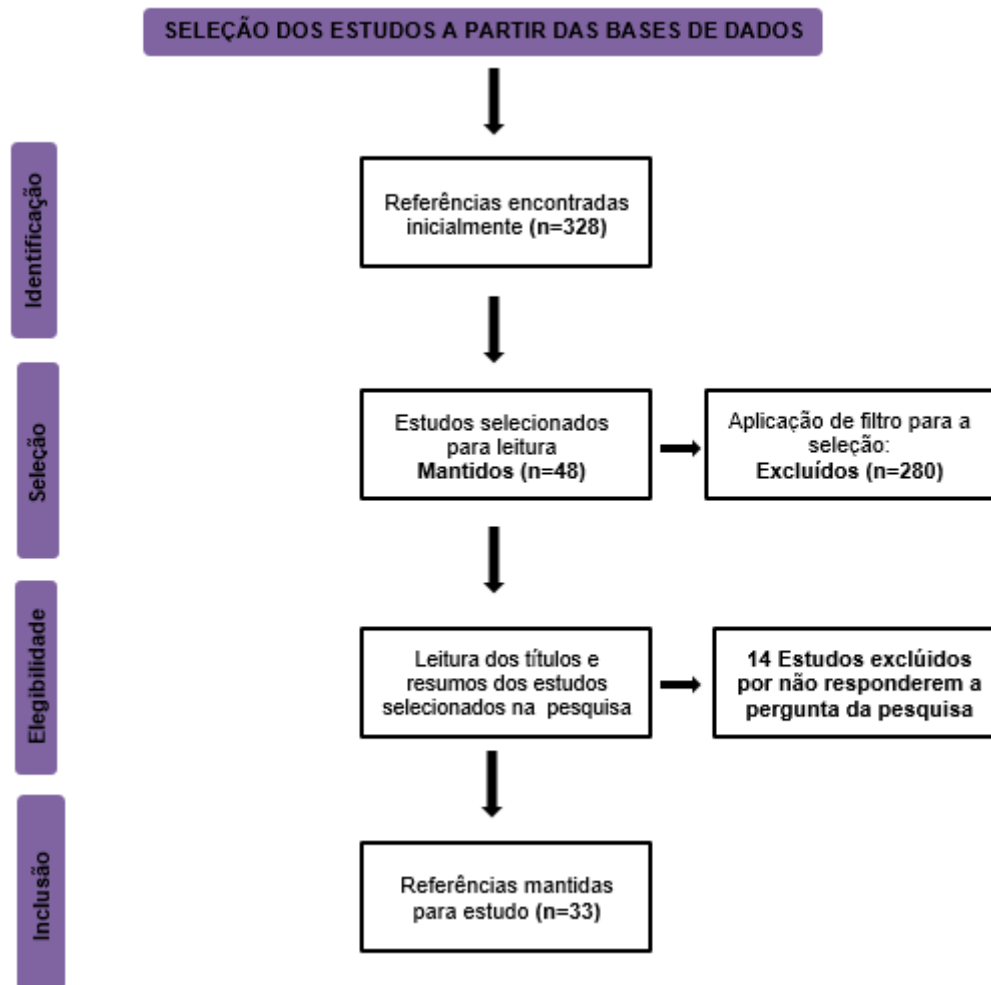 SELEÇÃO DOS ESTUDOS A PARTIR DAS BASES DE DADOS
Identificação
Referências encontradas
inicialmente (n=328)
Seleção
Estudos selecionados
para leitura
Mantidos (n=48)
Aplicação de filtro para a
seleção:
Excluídos (n=280)
Elegibilidade
Leitura dos títulos e
resumos dos estudos
selecionados na pesquisa
14 Estudos exclúidos
por não responderem a
pergunta da pesquisa
Inclusão
Referências mantidas
para estudo (n=33)